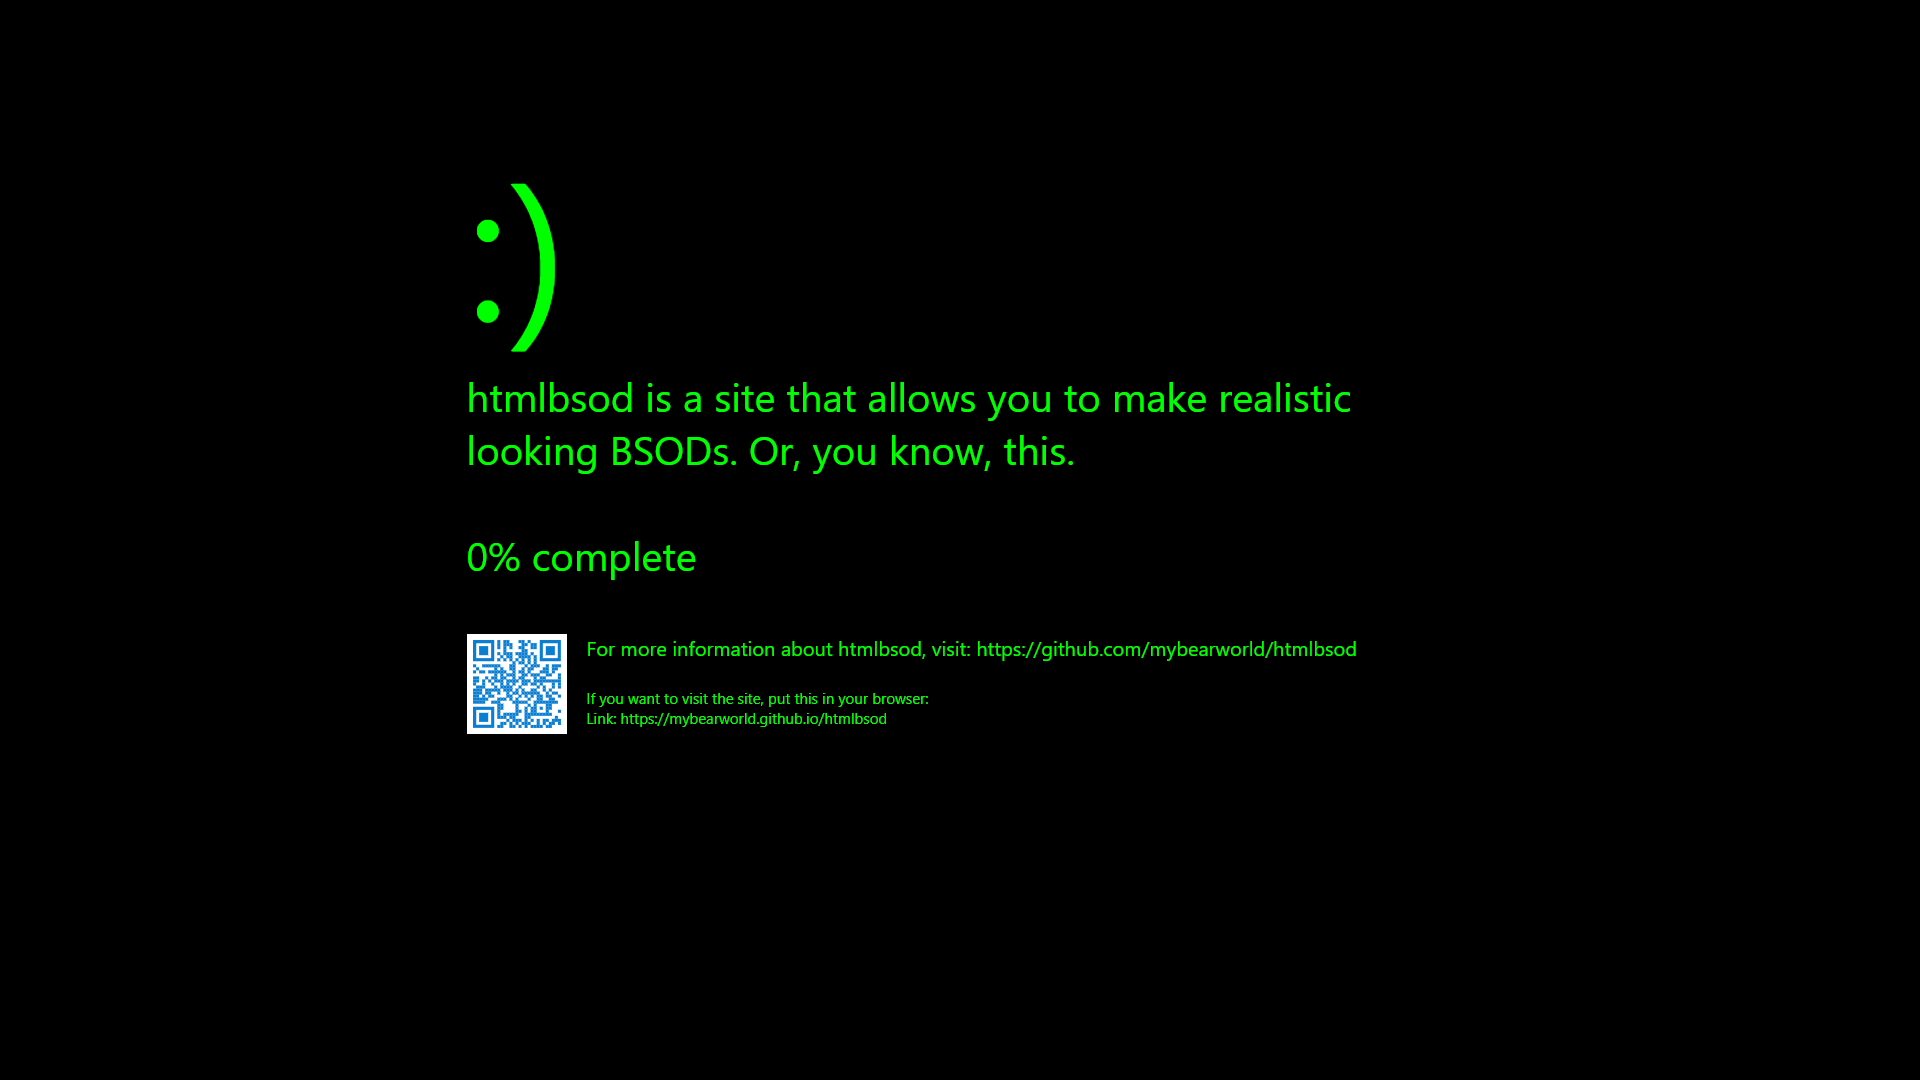 :)
htmlbsod is a site that allows you to make realistic
looking BSODs. Or, you know, this.
0% complete
For more information about htmlbsod, visit: https://github.com/mybearworld/htmlbsod
If you want to visit the site, put this in your browser:
Link: https://mybearworld.github.io/htmlbsod